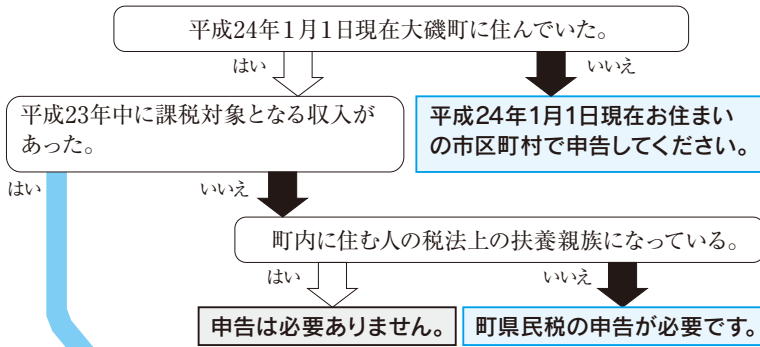 平成24年1月1日現在大磯町に住んでいた。
はい
いいえ
平成23年中に課税対象となる収入が
あった。
平成24年1月1日現在お住まい
の市区町村で申告してください。
はい
いいえ
町内に住む人の税法上の扶養親族になっている。
はい
いいえ
申告は必要ありません。
町県民税の申告が必要です。